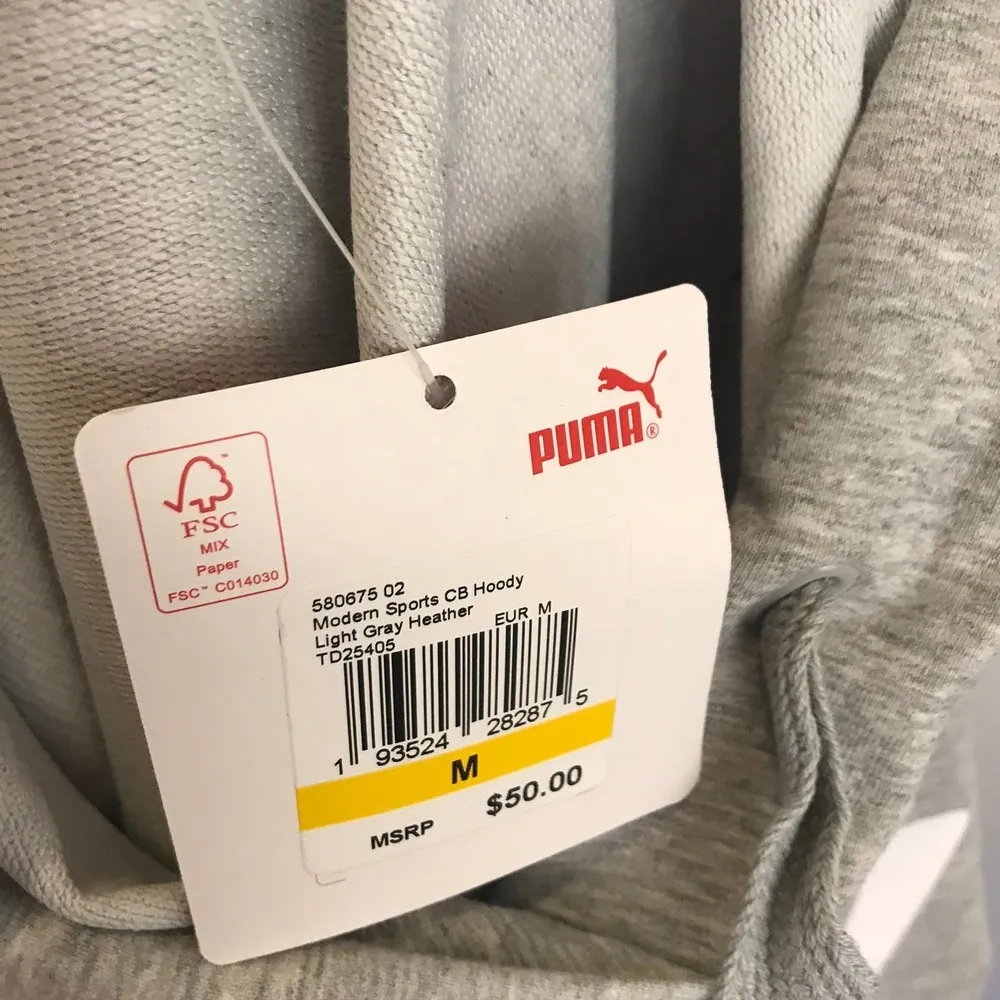 PUMA®
FSC™
MIX
Paper
FSC™ C014030
580675 02
Modern Sports CB Hoody
Light Gray Heather
TD25405
EUR M
1 93524 28287 5
M
MSRP $50.00